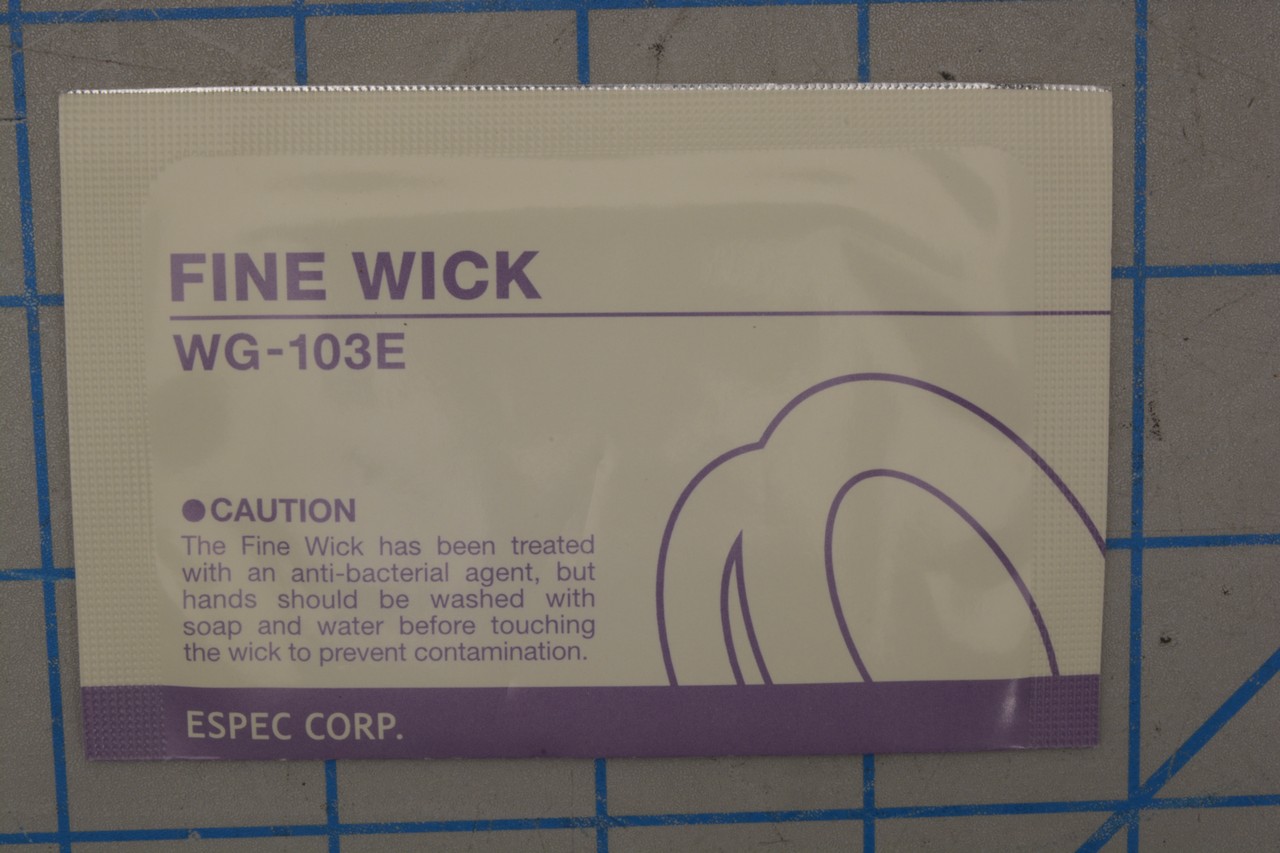 FINE WICK
WG-103E
●CAUTION
The Fine Wick has been treated
with an anti-bacterial agent, but
hands should be washed with
soap and water before touching
the wick to prevent contamination.
ESPEC CORP.